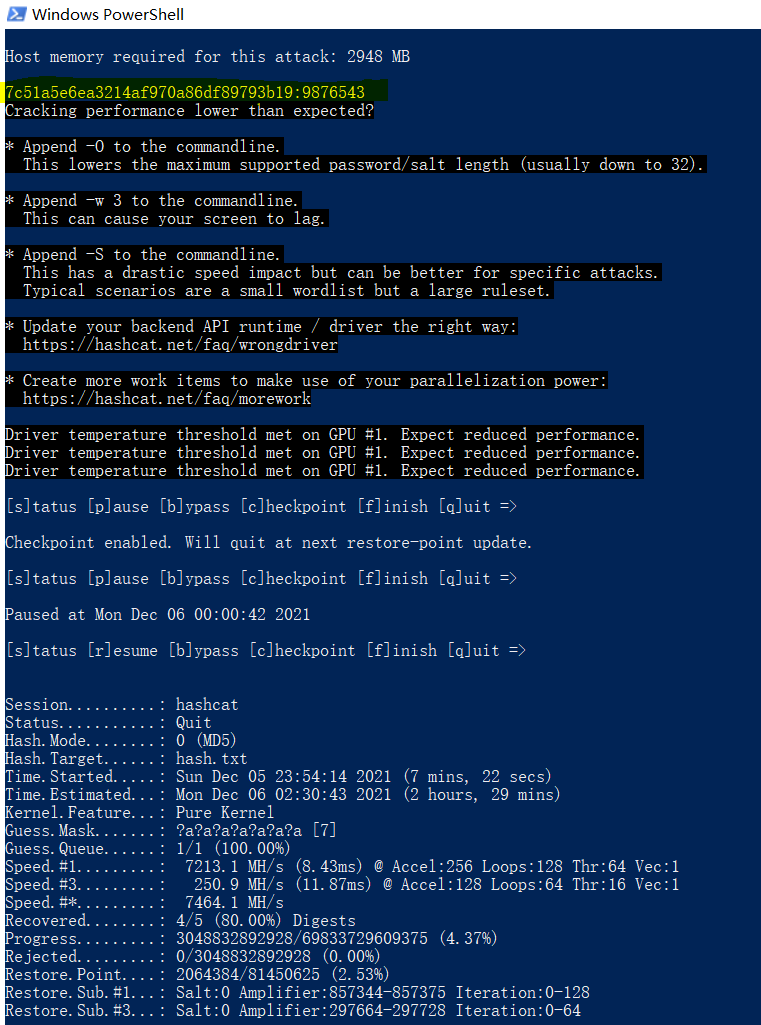 Windows PowerShell
Host memory required for this attack: 2948 MB
7c51a5e6ea3214af970a86df89793b19:9876543
Cracking performance lower than expected?
* Append -O to the commandline.
  This lowers the maximum supported password/salt length (usually down to 32).
* Append -w 3 to the commandline.
  This can cause your screen to lag.
* Append -S to the commandline.
  This has a drastic speed impact but can be better for specific attacks.
  Typical scenarios are a small wordlist but a large ruleset.
* Update your backend API runtime / driver the right way:
  https://hashcat.net/faq/wrongdriver
* Create more work items to make use of your parallelization power:
  https://hashcat.net/faq/morework
Driver temperature threshold met on GPU #1. Expect reduced performance.
Driver temperature threshold met on GPU #1. Expect reduced performance.
Driver temperature threshold met on GPU #1. Expect reduced performance.
[s]tatus [p]ause [b]ypass [c]heckpoint [f]inish [q]uit =>
Checkpoint enabled. Will quit at next restore-point update.
[s]tatus [p]ause [b]ypass [c]heckpoint [f]inish [q]uit =>
Paused at Mon Dec 06 00:00:42 2021
[s]tatus [r]esume [b]ypass [c]heckpoint [f]inish [q]uit =>
Session..........: hashcat
Status...........: Quit
Hash.Mode........: 0 (MD5)
Hash.Target......: hash.txt
Time.Started.....: Sun Dec 05 23:54:14 2021 (7 mins, 22 secs)
Time.Estimated...: Mon Dec 06 02:30:43 2021 (2 hours, 29 mins)
Kernel.Feature...: Pure Kernel
Guess.Mask.......: ?a?a?a?a?a?a?a [7]
Guess.Queue......: 1/1 (100.00%)
Speed.#1.........:  7213.1 MH/s (8.43ms) @ Accel:256 Loops:128 Thr:64 Vec:1
Speed.#3.........:   250.9 MH/s (11.87ms) @ Accel:128 Loops:64 Thr:16 Vec:1
Speed.#*.........:  7464.1 MH/s
Recovered........: 4/5 (80.00%) Digests
Progress.........: 3048832892928/69833729609375 (4.37%)
Rejected.........: 0/3048832892928 (0.00%)
Restore.Point....: 2064384/81450625 (2.53%)
Restore.Sub.#1...: Salt:0 Amplifier:857344-857375 Iteration:0-128
Restore.Sub.#3...: Salt:0 Amplifier:297664-297728 Iteration:0-64